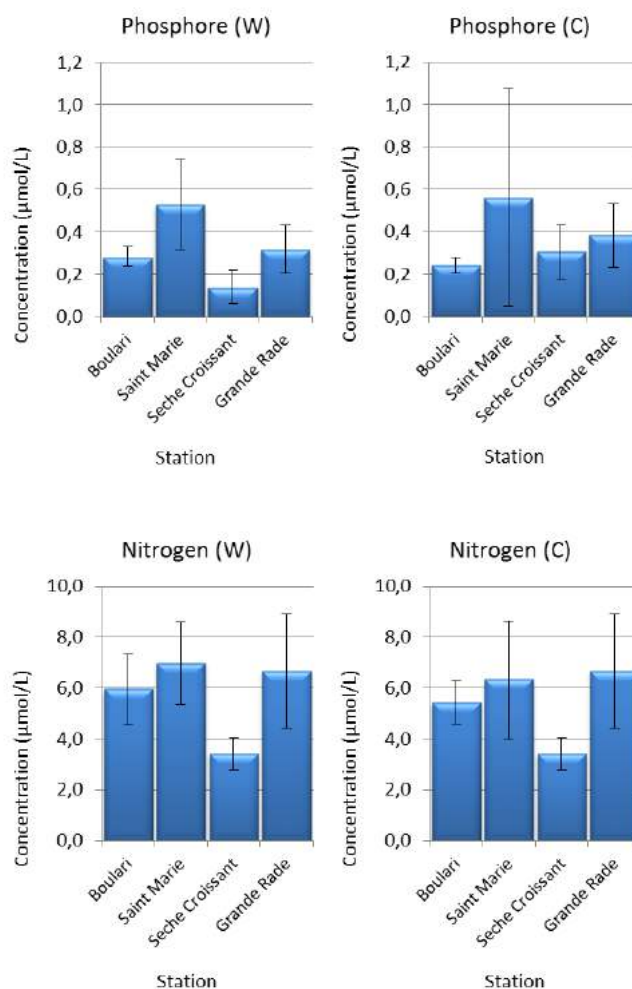 Phosphore (W)
Concentration (µmol/L)
1,2
1,0
0,8
0,6
0,4
0,2
0,0
Boulari
Saint Marie
Seche Croissant
Grande Rade
Station
Phosphore (C)
Concentration (µmol/L)
1,2
1,0
0,8
0,6
0,4
0,2
0,0
Boulari
Saint Marie
Seche Croissant
Grande Rade
Station
Nitrogen (W)
Concentration (µmol/L)
10,0
8,0
6,0
4,0
2,0
0,0
Boulari
Saint Marie
Seche Croissant
Grande Rade
Station
Nitrogen (C)
Concentration (µmol/L)
10,0
8,0
6,0
4,0
2,0
0,0
Boulari
Saint Marie
Seche Croissant
Grande Rade
Station